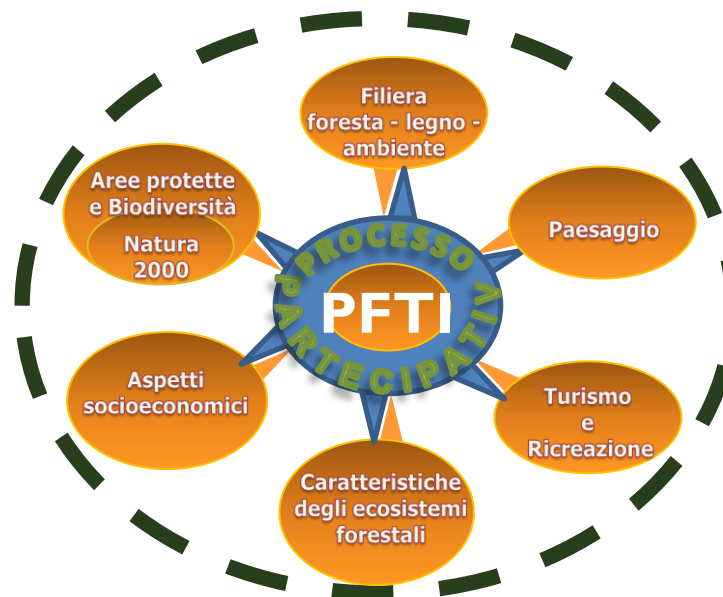 Filiera
foresta - legno -
ambiente
Aree protette
e Biodiversità
Natura
2000
Paesaggio
PROCESSO
PARTECIPATIV
PFTI
Aspetti
socioeconomici
Turismo
e
Ricreazione
Caratteristiche
degli ecosistemi
forestali